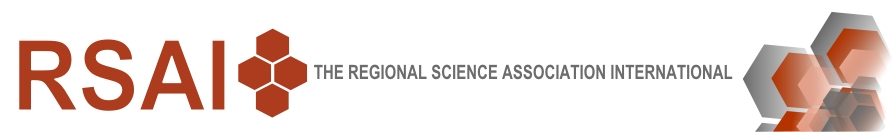 RSAI THE REGIONAL SCIENCE ASSOCIATION INTERNATIONAL